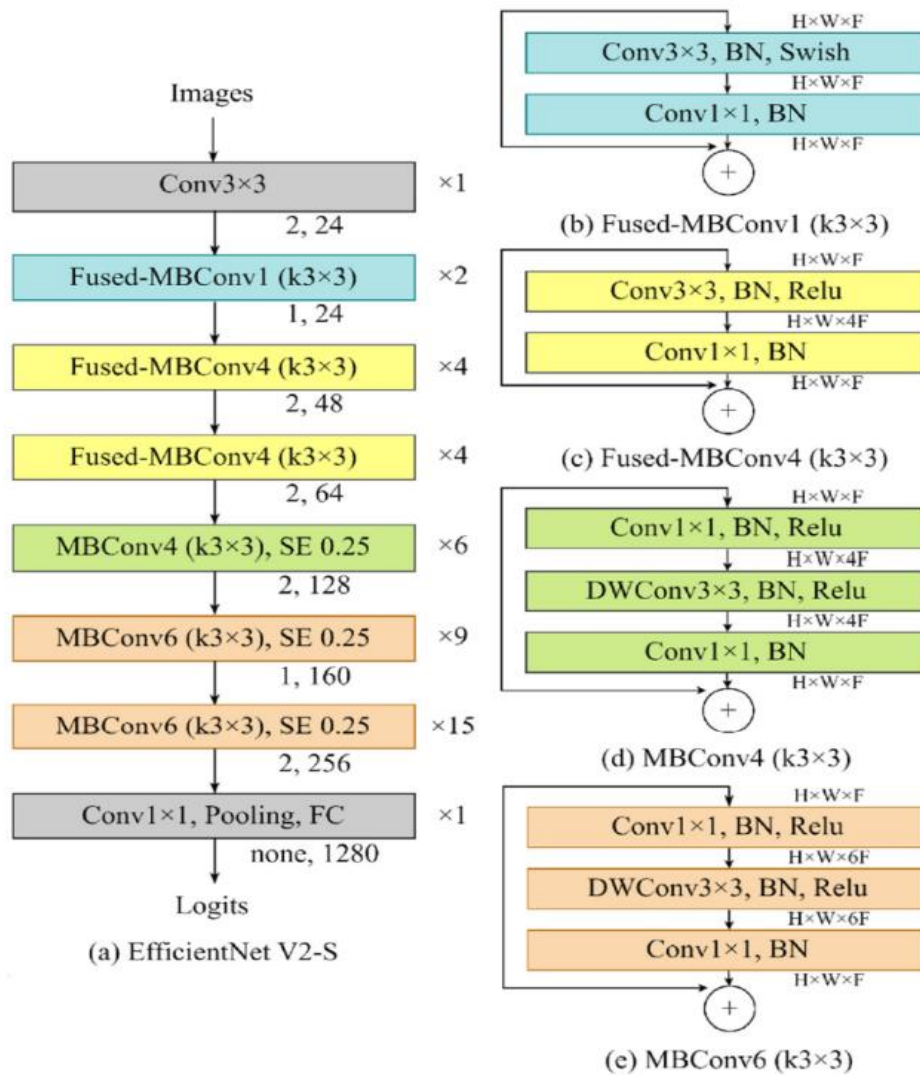 Images
Conv3×3
×1
2, 24
Fused-MBConv1 (k3×3)
×2
1, 24
Fused-MBConv4 (k3×3)
×4
2, 48
Fused-MBConv4 (k3×3)
×4
2, 64
MBConv4 (k3×3), SE 0.25
×6
2, 128
MBConv6 (k3×3), SE 0.25
×9
1, 160
MBConv6 (k3×3), SE 0.25
×15
2, 256
Conv1×1, Pooling, FC
×1
none, 1280
Logits
(a) EfficientNet V2-S
H×W×F
Conv3×3, BN, Swish
H×W×F
Conv1×1, BN
H×W×F
+
(b) Fused-MBConv1 (k3×3)
H×W×F
Conv3×3, BN, Relu
H×W×4F
Conv1×1, BN
H×W×F
+
(c) Fused-MBConv4 (k3×3)
H×W×F
Conv1×1, BN, Relu
H×W×4F
DWConv3×3, BN, Relu
H×W×4F
Conv1×1, BN
H×W×F
+
(d) MBConv4 (k3×3)
H×W×F
Conv1×1, BN, Relu
H×W×6F
DWConv3×3, BN, Relu
H×W×6F
Conv1×1, BN
H×W×F
+
(e) MBConv6 (k3×3)